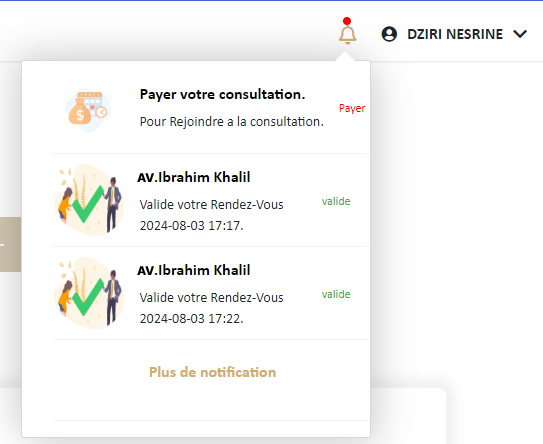 DZIRI NESRINE
Payer votre consultation.
Payer
Pour Rejoindre a la consultation.
AV.Ibrahim Khalil
Valide votre Rendez-Vous
valide
2024-08-03 17:17.
AV.Ibrahim Khalil
Valide votre Rendez-Vous
valide
2024-08-03 17:22.
Plus de notification